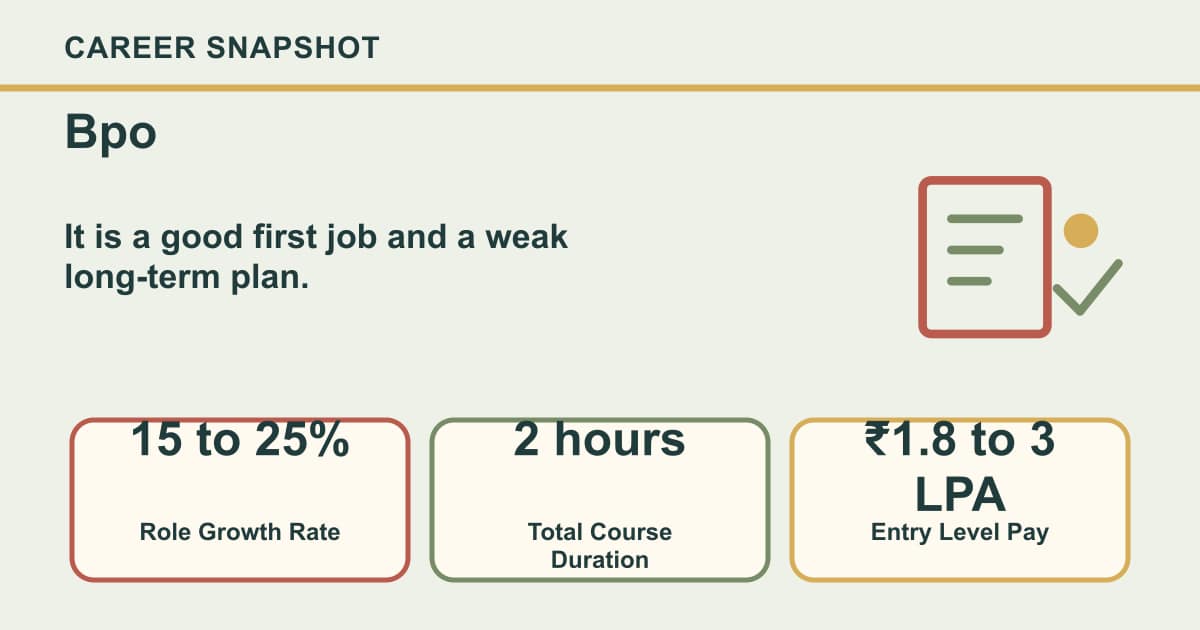 CAREER SNAPSHOT
Bpo
It is a good first job and a weak
long-term plan.
15 to 25%
Role Growth Rate
2 hours
Total Course
Duration
₹1.8 to 3
LPA
Entry Level Pay